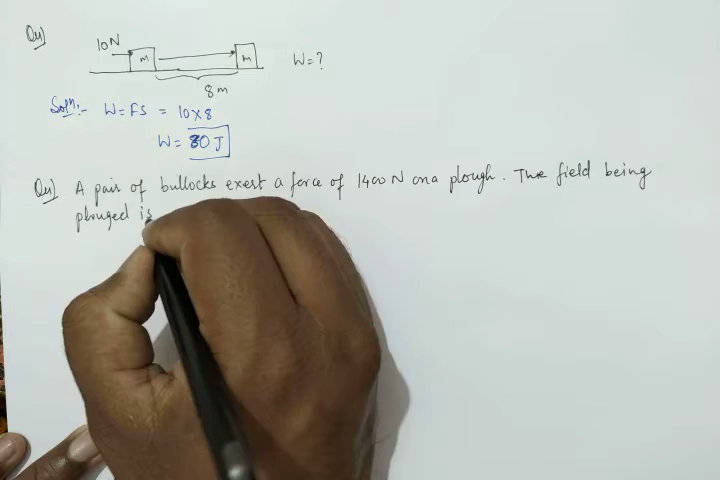 Qu)
10N
m m W=?
8m
Solⁿ:- W=FS = 10×8
W= 80 J
Qu) A pair of bullocks exert a force of 1400 N on a plough. The field being
plouged is